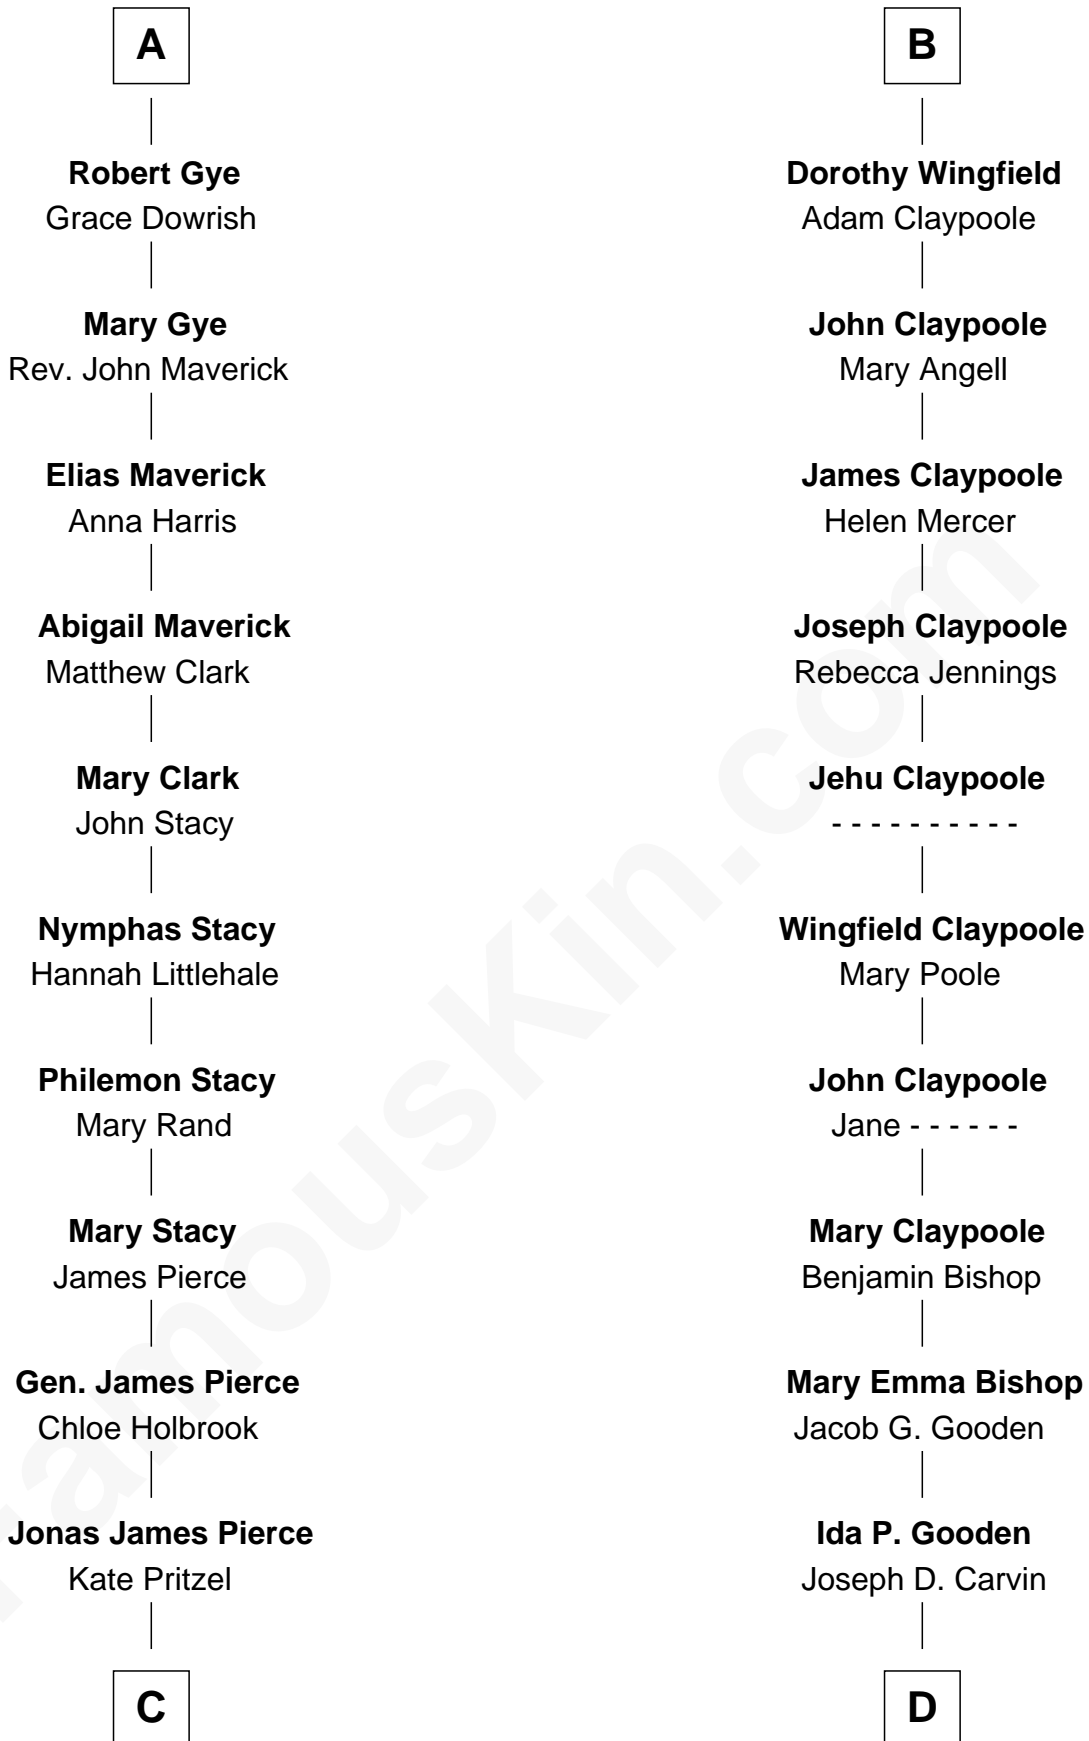 A
Robert Gye
Grace Dowrish
Mary Gye
Rev. John Maverick
Elias Maverick
Anna Harris
Abigail Maverick
Matthew Clark
Mary Clark
John Stacy
Nymphas Stacy
Hannah Littlehale
Philemon Stacy
Mary Rand
Mary Stacy
James Pierce
Gen. James Pierce
Chloe Holbrook
Jonas James Pierce
Kate Pritzel
C
B
Dorothy Wingfield
Adam Claypoole
John Claypoole
Mary Angell
James Claypoole
Helen Mercer
Joseph Claypoole
Rebecca Jennings
Jehu Claypoole
- - - - - - - - - -
Wingfield Claypoole
Mary Poole
John Claypoole
Jane - - - - - -
Mary Claypoole
Benjamin Bishop
Mary Emma Bishop
Jacob G. Gooden
Ida P. Gooden
Joseph D. Carvin
D
FamousKin.com